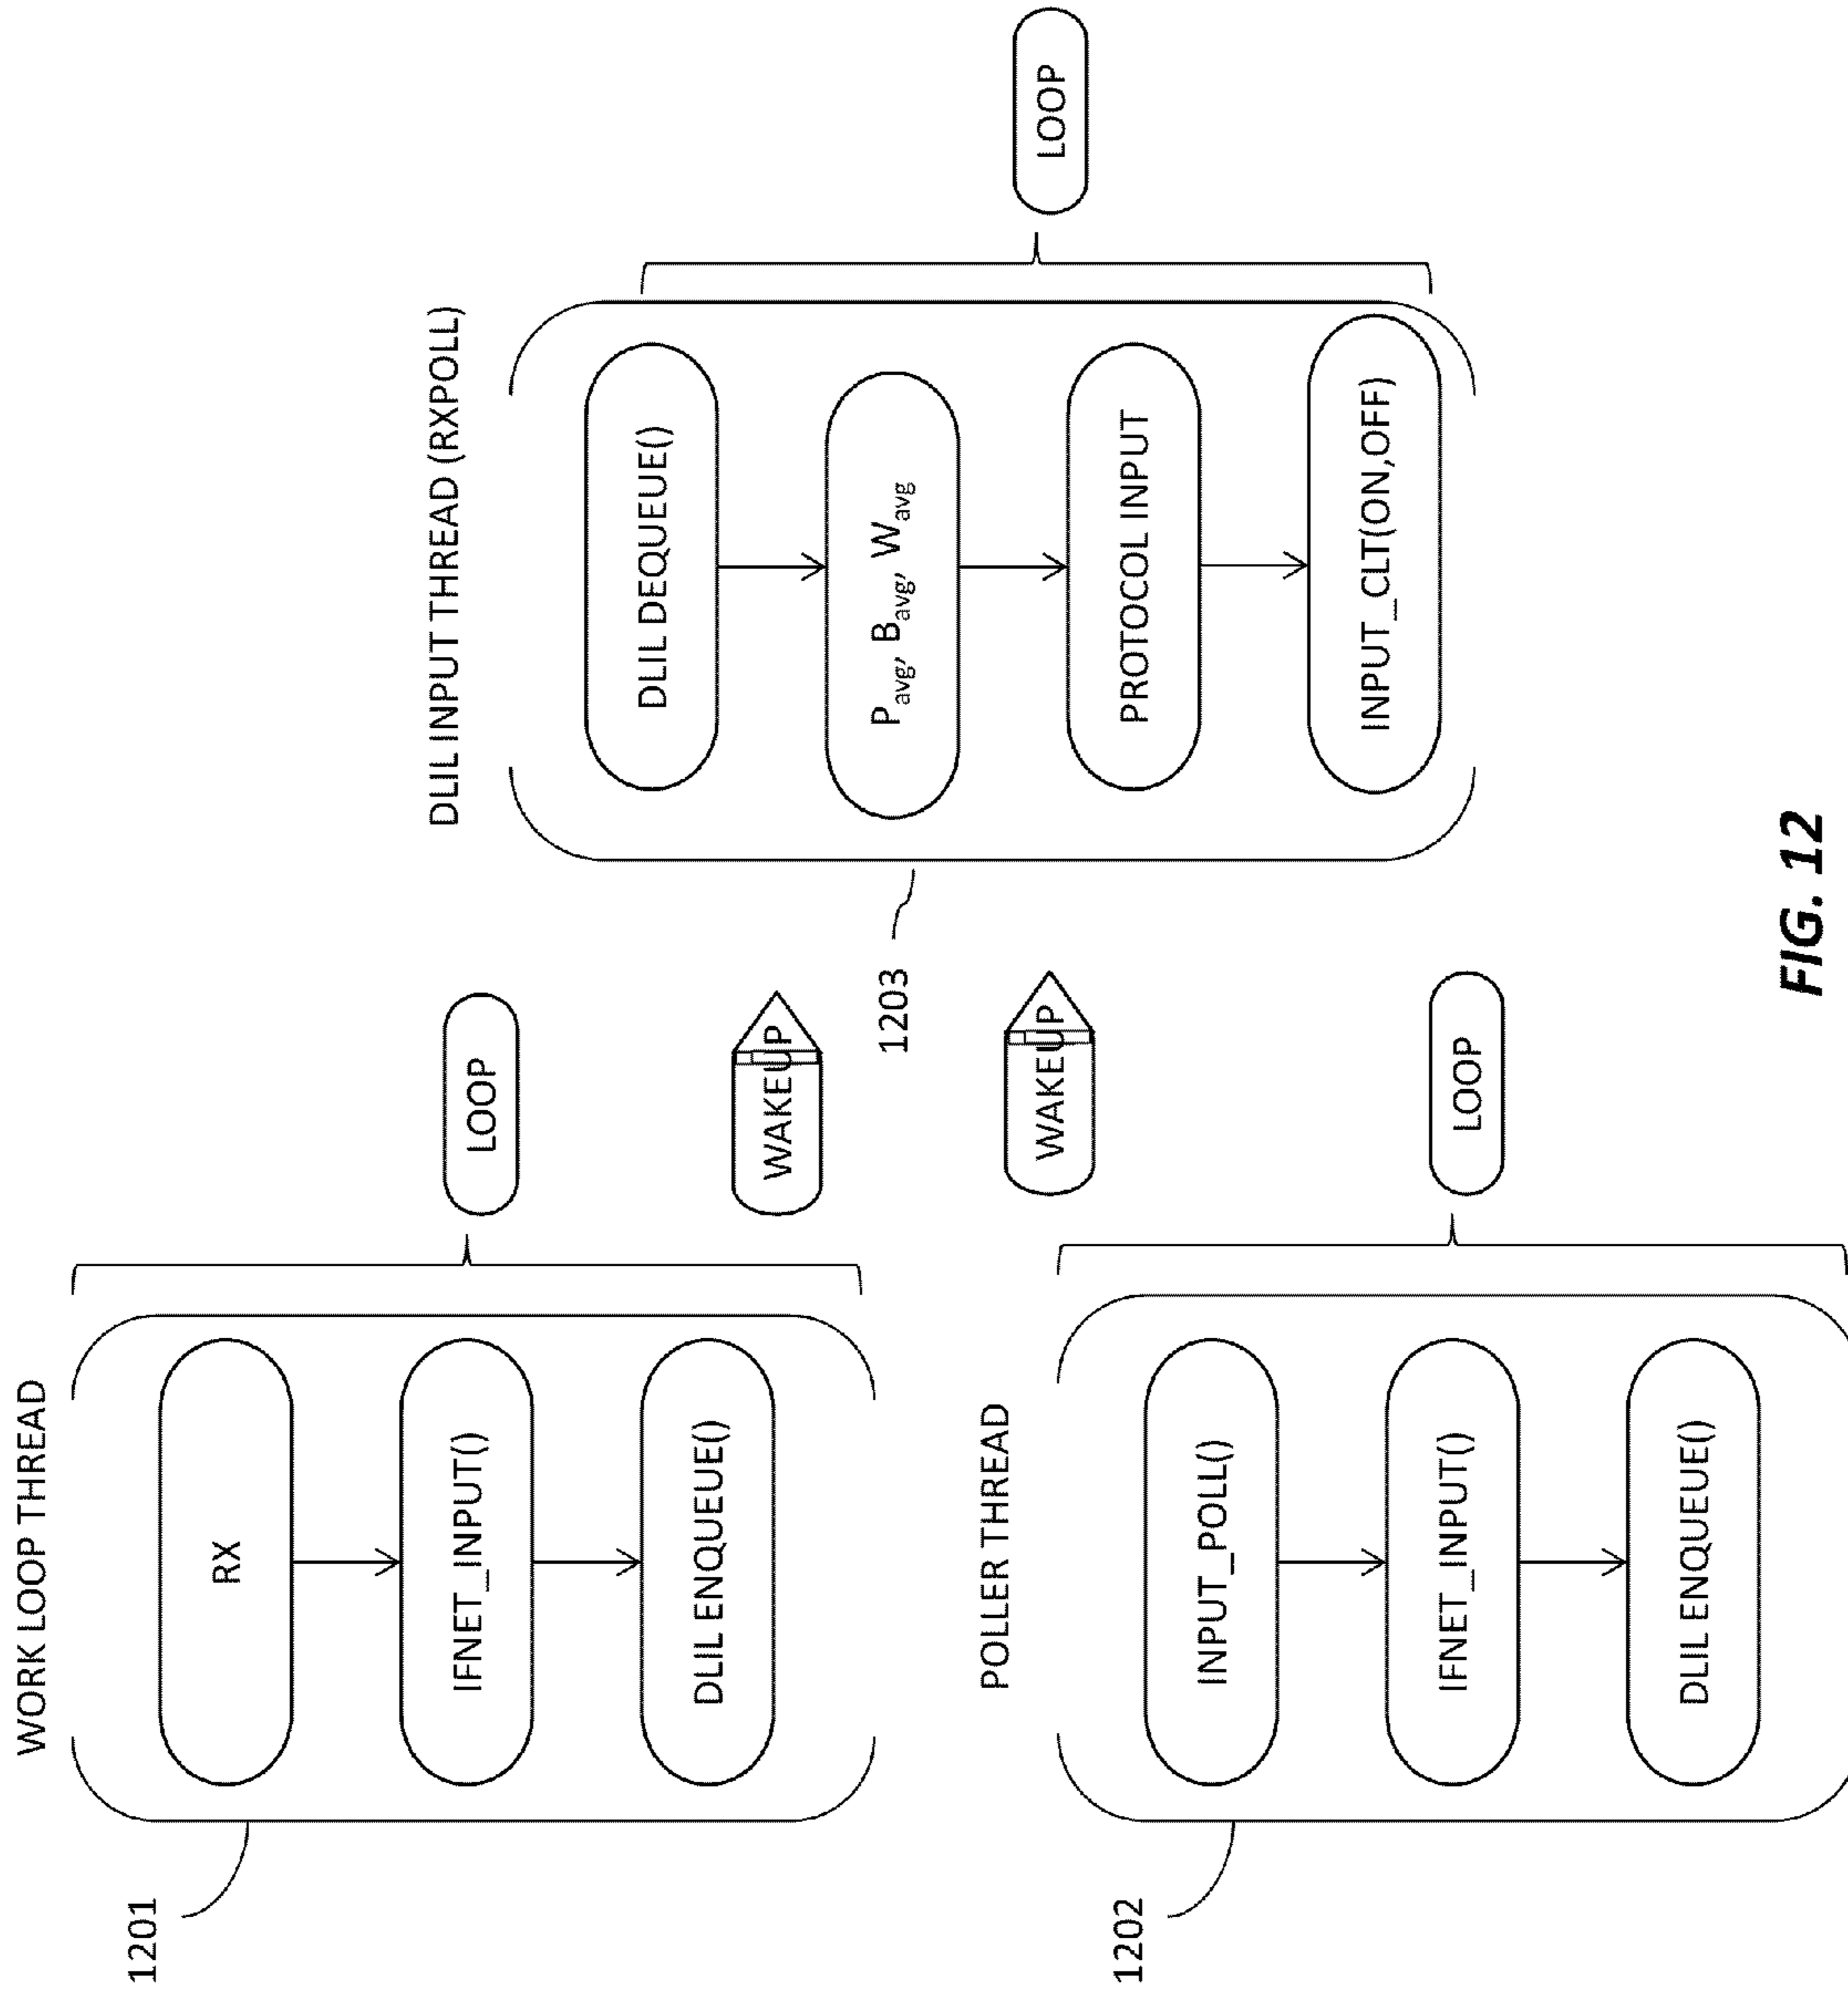 WORK LOOP THREAD
1201
RX
IFNET_INPUT()
DLIL ENQUEUE()
LOOP
WAKEUP
POLLER THREAD
1202
INPUT_POLL()
IFNET_INPUT()
DLIL ENQUEUE()
LOOP
WAKEUP
DLIL INPUT THREAD (RXPOLL)
1203
DLIL DEQUEUE()
Pavg, Bavg, Wavg
PROTOCOL INPUT
INPUT_CLT(ON,OFF)
LOOP
FIG. 12